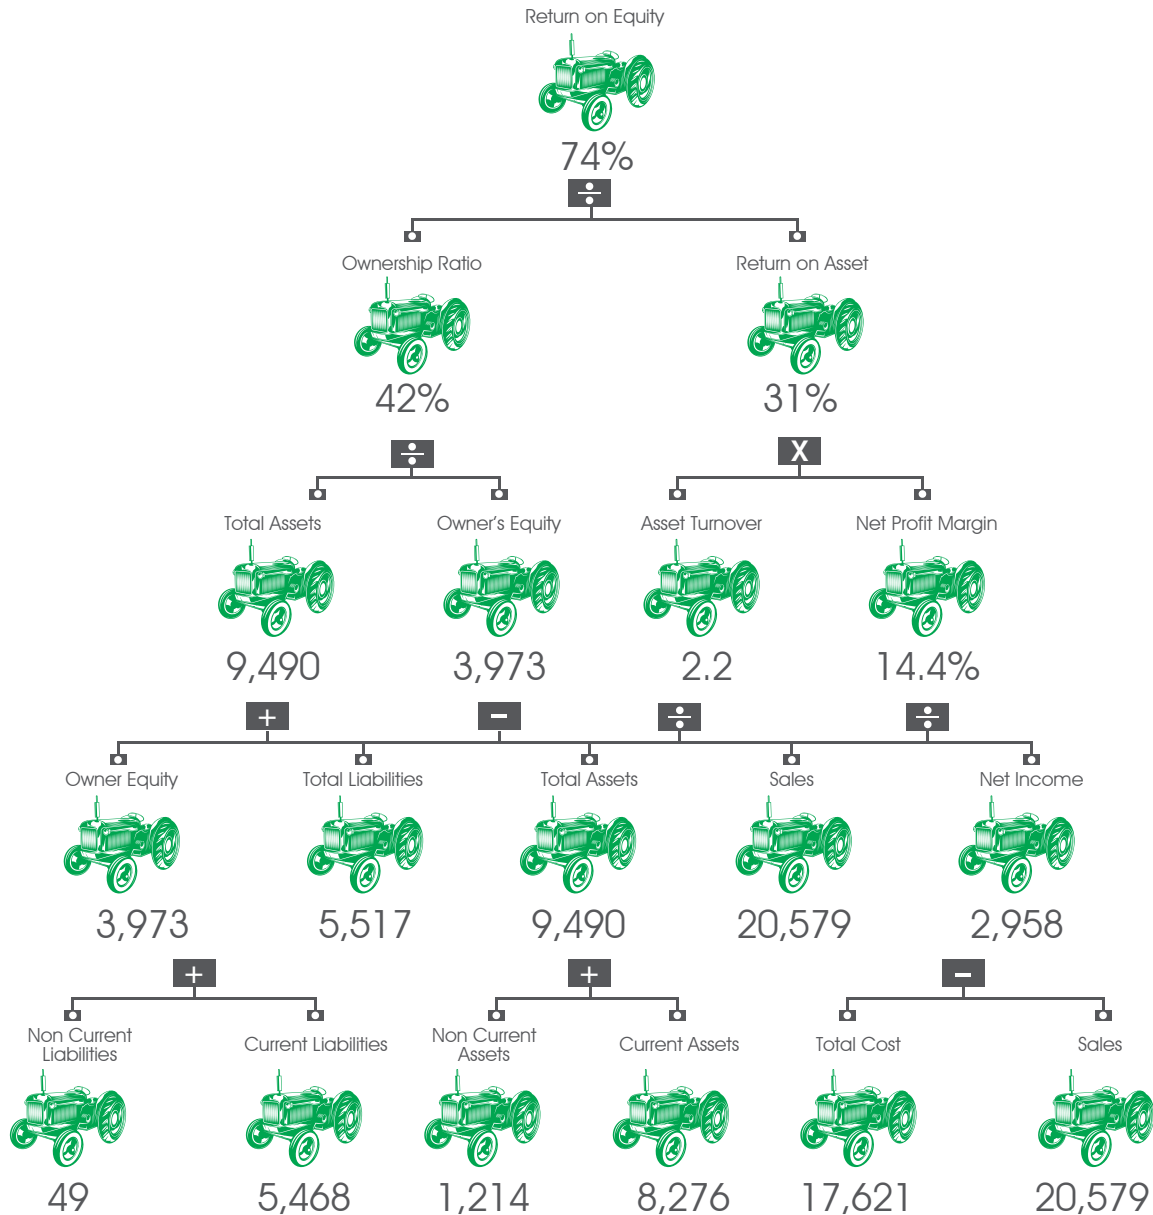 Return on Equity
74%
÷
Ownership Ratio
Return on Asset
42%
31%
÷
X
Total Assets
Owner's Equity
Asset Turnover
Net Profit Margin
9,490
3,973
2.2
14.4%
+
−
÷
÷
Owner Equity
Total Liabilities
Total Assets
Sales
Net Income
3,973
5,517
9,490
20,579
2,958
+
+
−
Non Current
Liabilities
Current Liabilities
Non Current
Assets
Current Assets
Total Cost
Sales
49
5,468
1,214
8,276
17,621
20,579